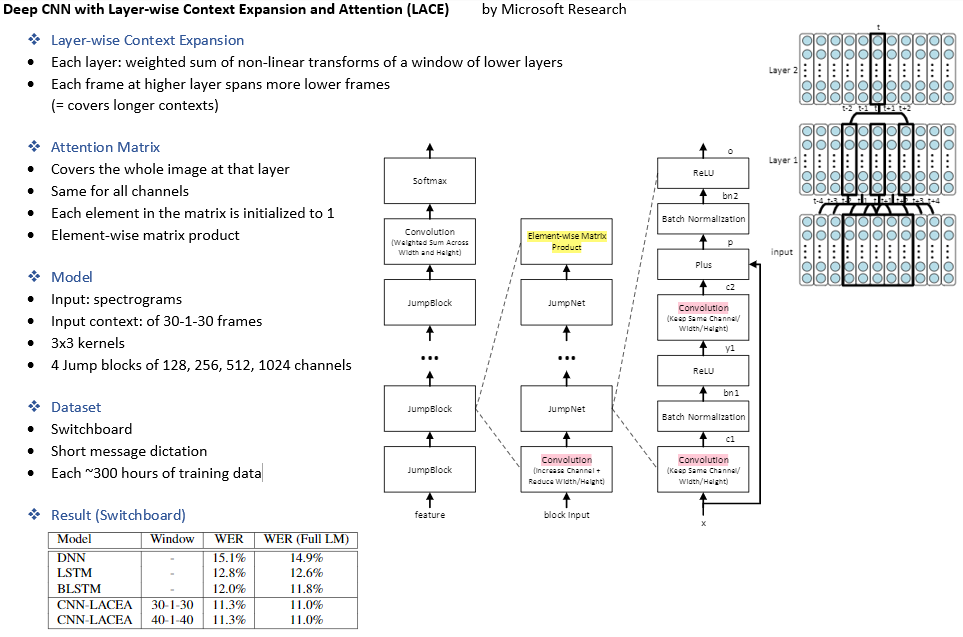 Deep CNN with Layer-wise Context Expansion and Attention (LACE) by Microsoft Research
❖ Layer-wise Context Expansion
• Each layer: weighted sum of non-linear transforms of a window of lower layers
• Each frame at higher layer spans more lower frames
(= covers longer contexts)
❖ Attention Matrix
• Covers the whole image at that layer
• Same for all channels
• Each element in the matrix is initialized to 1
• Element-wise matrix product
❖ Model
• Input: spectrograms
• Input context: of 30-1-30 frames
• 3x3 kernels
• 4 Jump blocks of 128, 256, 512, 1024 channels
❖ Dataset
• Switchboard
• Short message dictation
• Each ~300 hours of training data
❖ Result (Switchboard)
Model Window WER WER (Full LM)
DNN - 15.1% 14.9%
LSTM - 12.8% 12.6%
BLSTM - 12.0% 11.8%
CNN-LACEA 30-1-30 11.3% 11.0%
CNN-LACEA 40-1-40 11.3% 11.0%
Softmax
Convolution
(Weighted Sum Across
Width and Height)
JumpBlock
...
JumpBlock
JumpBlock
feature
Element-wise Matrix
Product
JumpNet
...
JumpNet
Convolution
(Increase Channel +
Reduce Width/Height)
block input
o
ReLU
bn2
Batch Normalization
p
Plus
c2
Convolution
(Keep Same Channel/
Width/Height)
y1
ReLU
bn1
Batch Normalization
c1
Convolution
(Keep Same Channel/
Width/Height)
x
t
Layer 2
t-2 t-1 t t+1 t+2
Layer 1
t-4 t-3 t-2 t-1 t t+1 t+2 t+3 t+4
input